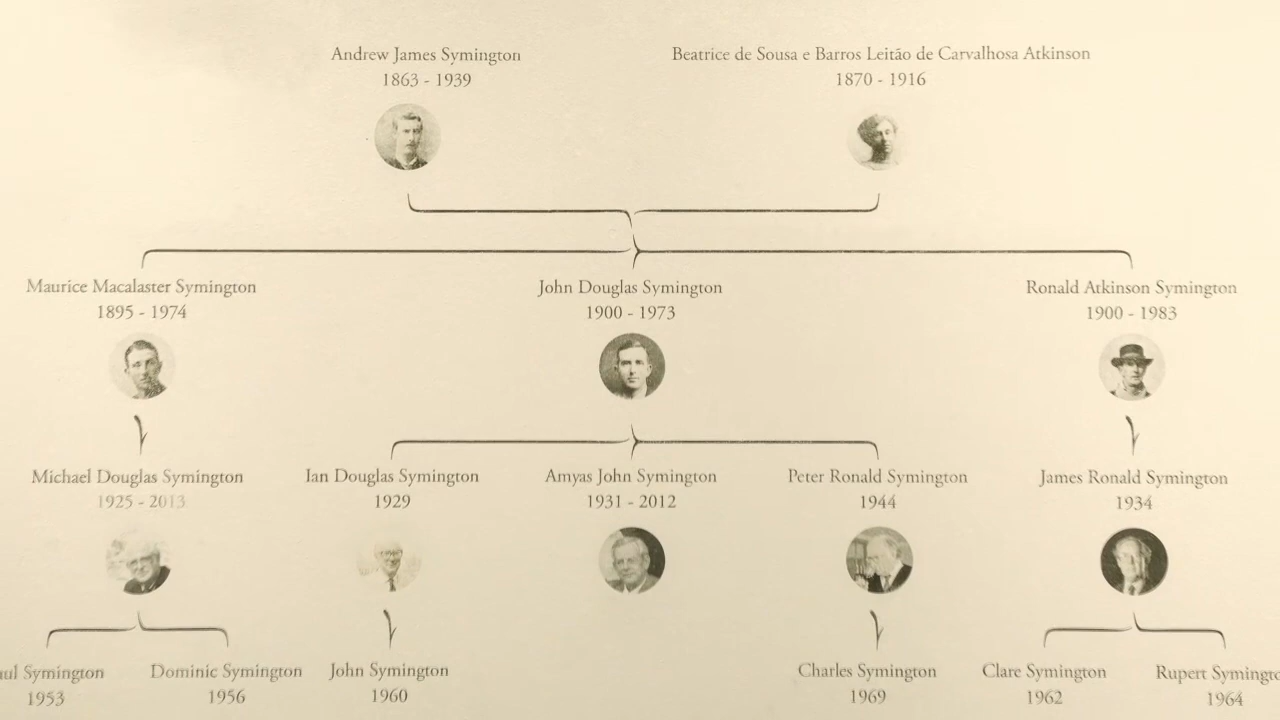 Andrew James Symington
1863 - 1939
Beatrice de Sousa e Barros Leitão de Carvalhosa Atkinson
1870 - 1916
Maurice Macalaster Symington
1895 - 1974
John Douglas Symington
1900 - 1973
Ronald Atkinson Symington
1900 - 1983
Michael Douglas Symington
1925 - 2013
Ian Douglas Symington
1929
Amyas John Symington
1931 - 2012
Peter Ronald Symington
1944
James Ronald Symington
1934
Symington
1953
Dominic Symington
1956
John Symington
1960
Charles Symington
1969
Clare Symington
1962
Rupert
1964